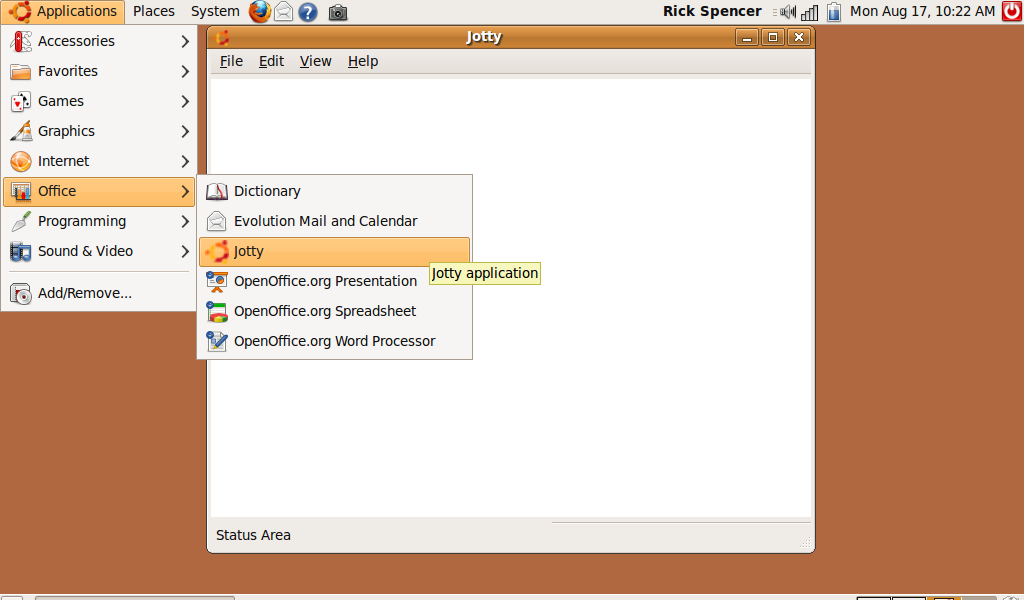 Applications Places System Rick Spencer Mon Aug 17, 10:22 AM
Jotty
File Edit View Help
Accessories
Favorites
Games
Graphics
Internet
Office
Programming
Sound & Video
Add/Remove...
Dictionary
Evolution Mail and Calendar
Jotty
Jotty application
OpenOffice.org Presentation
OpenOffice.org Spreadsheet
OpenOffice.org Word Processor
Status Area